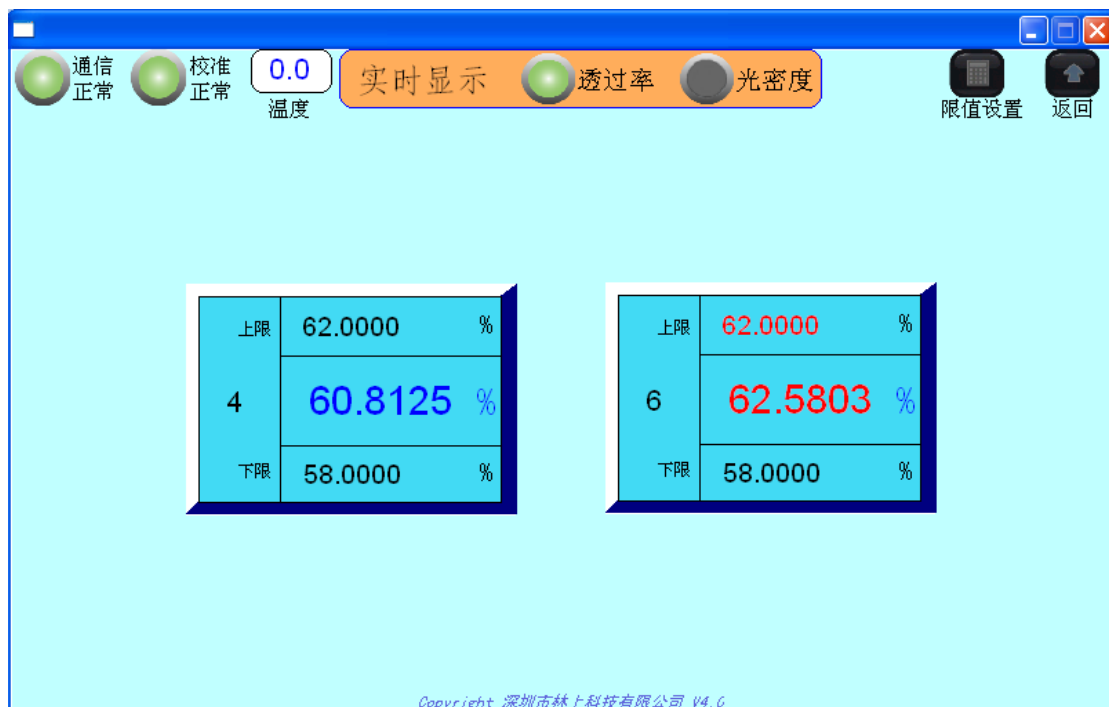 通信
正常
校准
正常
0.0
温度
实时显示
透过率
光密度
限值设置
返回
上限 62.0000 %
4 60.8125 %
下限 58.0000 %
上限 62.0000 %
6 62.5803 %
下限 58.0000 %
Copyright 深圳市林上科技有限公司